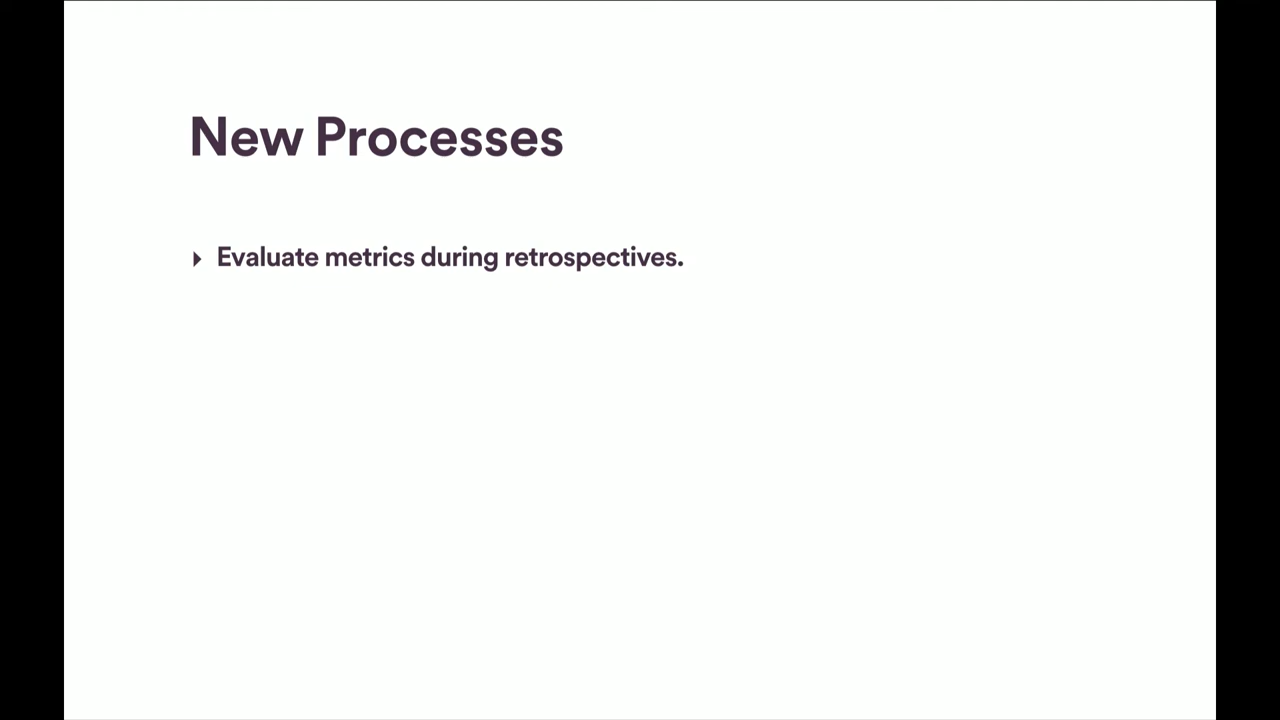 New Processes
Evaluate metrics during retrospectives.